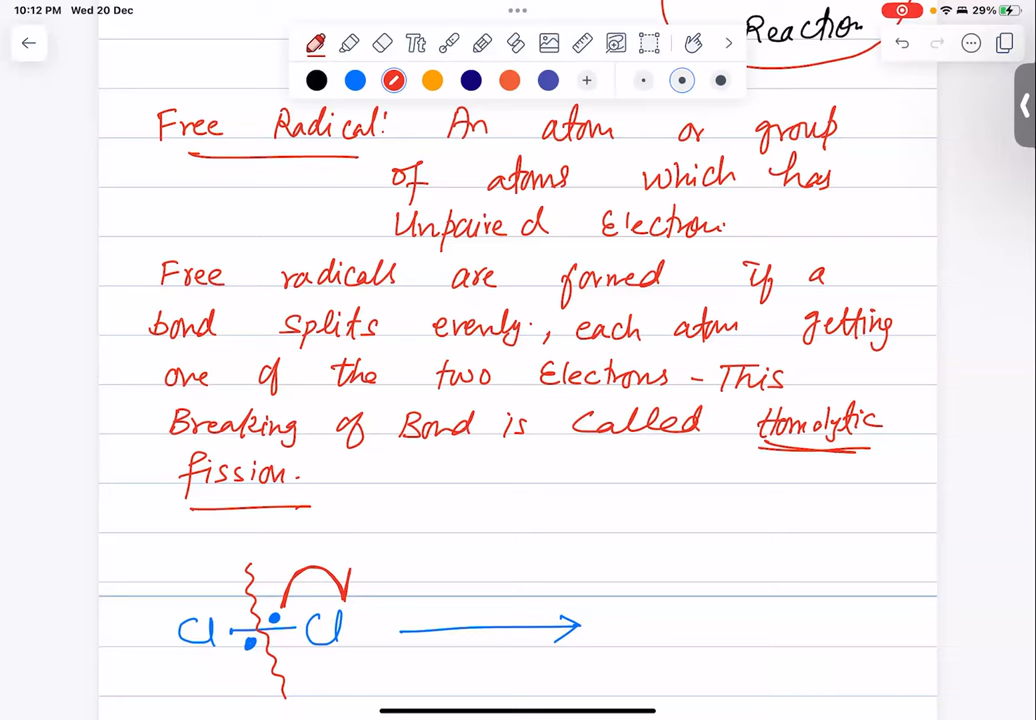 10:12 PM Wed 20 Dec
29%
Reaction
Tt
Free Radical: An atom or group
of atoms which has
Unpaired Electron.
Free radicals are formed if a
bond splits evenly, each atom getting
one of the two Electrons - This
Breaking of Bond is Called Homolytic
fission.
Cl Cl